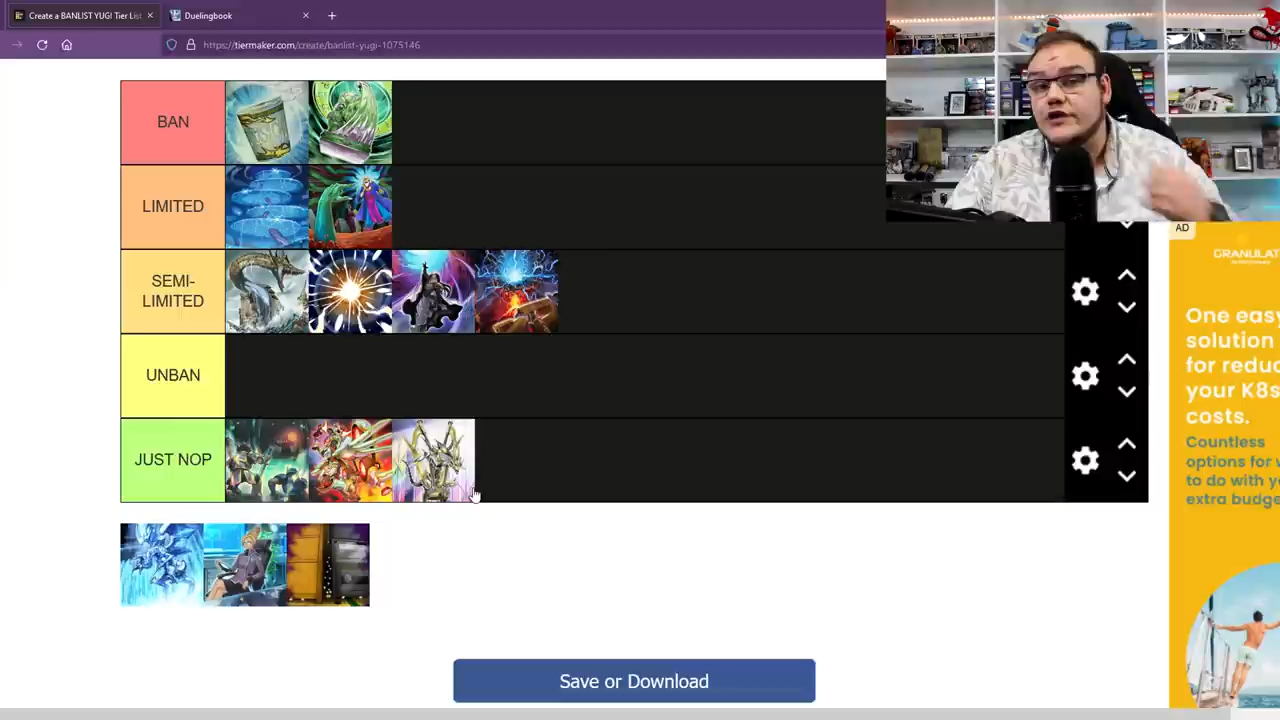 Create a BANLIST YUGI Tier List
Duelingbook
https://tiermaker.com/create/banlist-yugi-1075146
BAN
LIMITED
SEMI-
LIMITED
UNBAN
JUST NOP
AD
GRANULAT
One easy
solution
for reduc
your K8s
costs.
Countless
options for w
to do with yo
extra budge
Save or Download